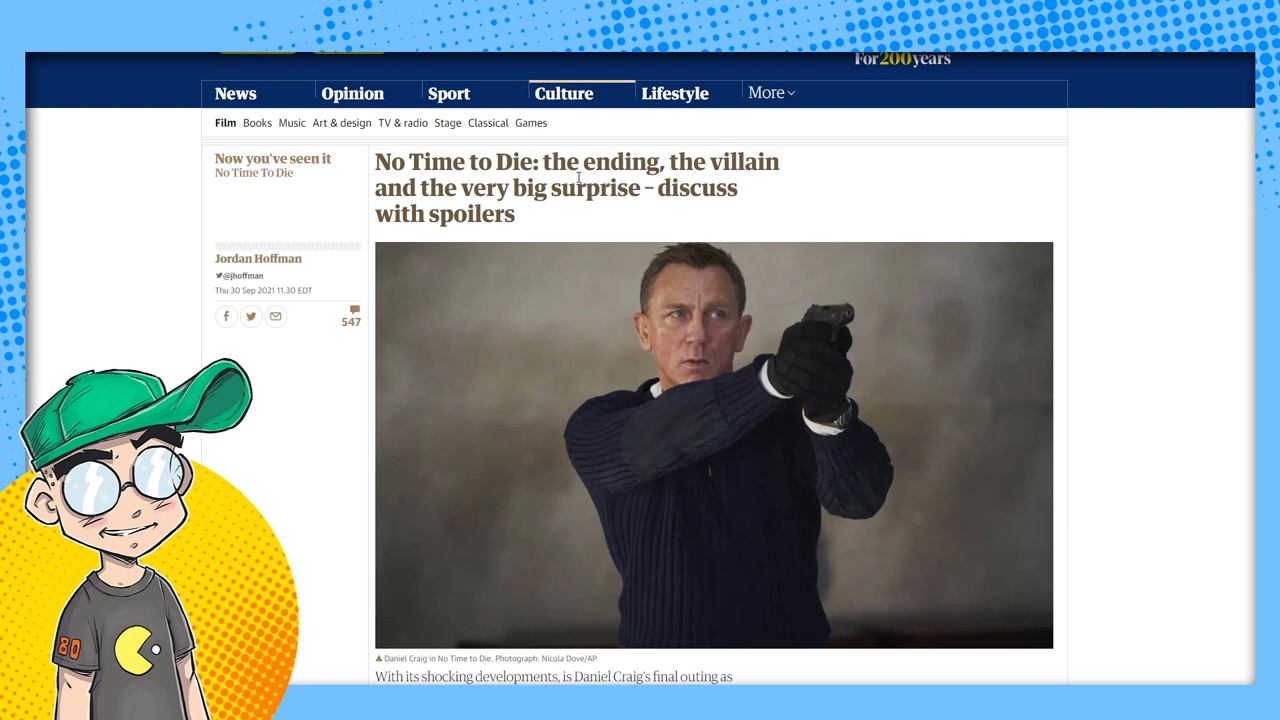 For200years
News Opinion Sport Culture Lifestyle More
Film Books Music Art & design TV & radio Stage Classical Games
Now you've seen it
No Time To Die
No Time to Die: the ending, the villain
and the very big surprise – discuss
with spoilers
Jordan Hoffman
@jhoffman
Thu 30 Sep 2021 11.30 EDT
547
80
Daniel Craig in No Time to Die. Photograph: Nicola Dove/AP
With its shocking developments, is Daniel Craig's final outing as